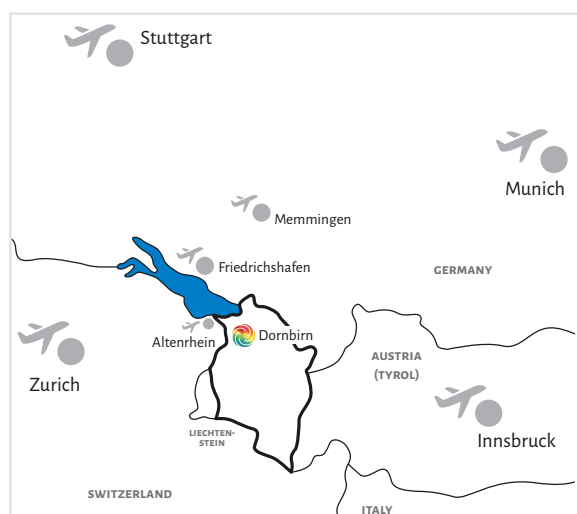 Stuttgart
Munich
Memmingen
Friedrichshafen
GERMANY
Altenrhein
Dornbirn
AUSTRIA
(TYROL)
Zurich
Innsbruck
LIECHTEN-
STEIN
SWITZERLAND
ITALY